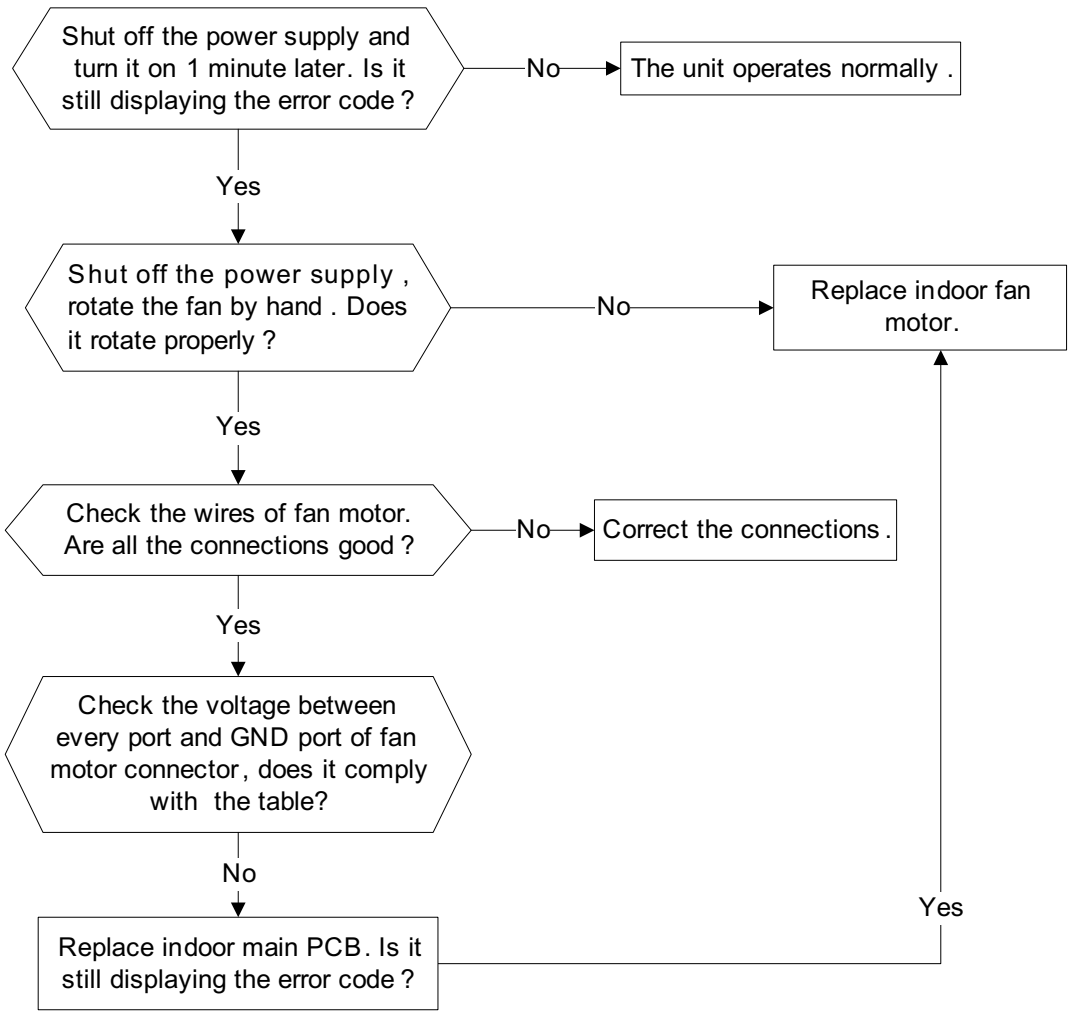 Shut off the power supply and
turn it on 1 minute later. Is it
still displaying the error code ?
No
The unit operates normally .
Yes
Shut off the power supply ,
rotate the fan by hand . Does
it rotate properly ?
No
Replace indoor fan
motor.
Yes
Check the wires of fan motor.
Are all the connections good ?
No
Correct the connections .
Yes
Check the voltage between
every port and GND port of fan
motor connector, does it comply
with the table?
No
Yes
Replace indoor main PCB. Is it
still displaying the error code ?